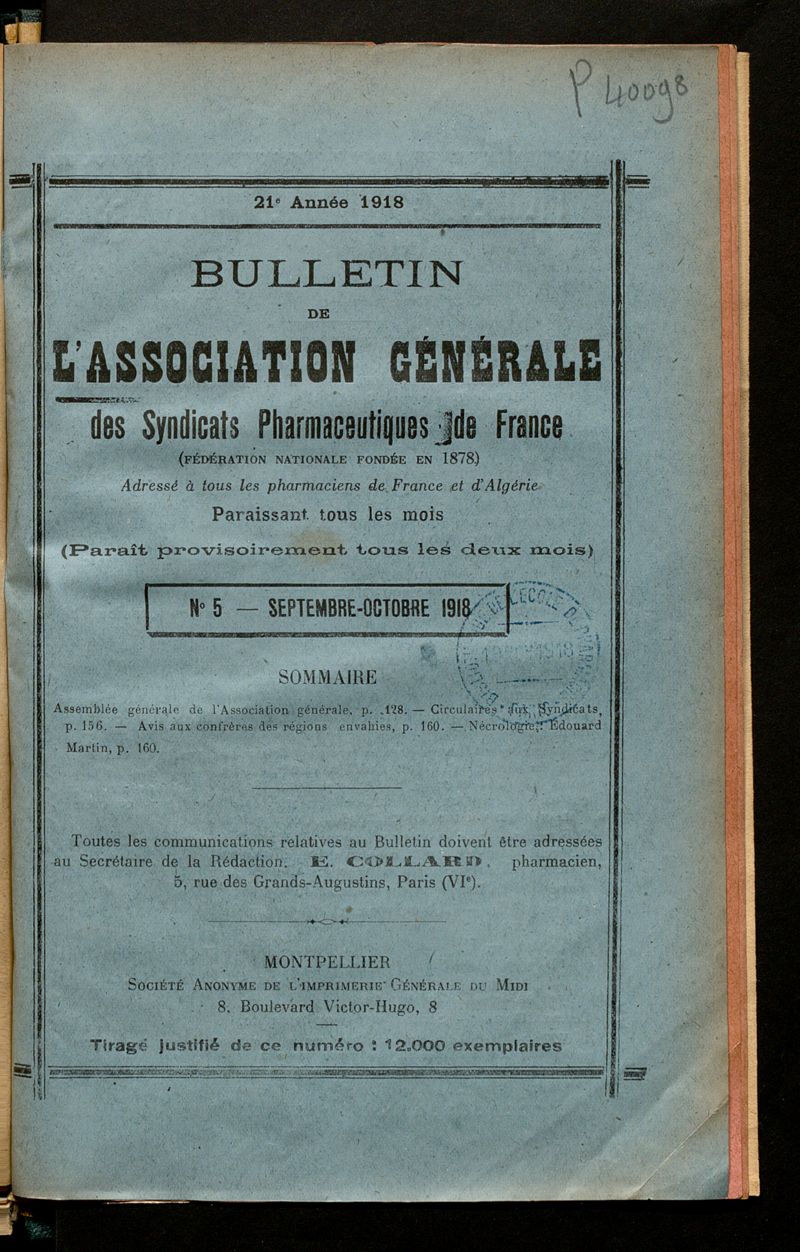 P 40098
21e Année 1918
BULLETIN
DE
L'ASSOCIATION GÉNÉRALE
des Syndicats Pharmaceutiques de France
(FÉDÉRATION NATIONALE FONDÉE EN 1878)
Adressé à tous les pharmaciens de France et d'Algérie
Paraissant tous les mois
(Paraît provisoirement tous les deux mois)
N° 5 — SEPTEMBRE-OCTOBRE 1918
SOMMAIRE
Assemblée générale de l'Association générale, p. 128. — Circulaires aux Syndicats,
p. 156. — Avis aux confrères des régions envahies, p. 160. — Nécrologie: Edouard
Martin, p. 160.
Toutes les communications relatives au Bulletin doivent être adressées
au Secrétaire de la Rédaction. E. COLLARD, pharmacien,
5, rue des Grands-Augustins, Paris (VIe).
MONTPELLIER
SOCIÉTÉ ANONYME DE L'IMPRIMERIE GÉNÉRALE DU MIDI
8, Boulevard Victor-Hugo, 8
Tirage justifié de ce numéro : 12.000 exemplaires